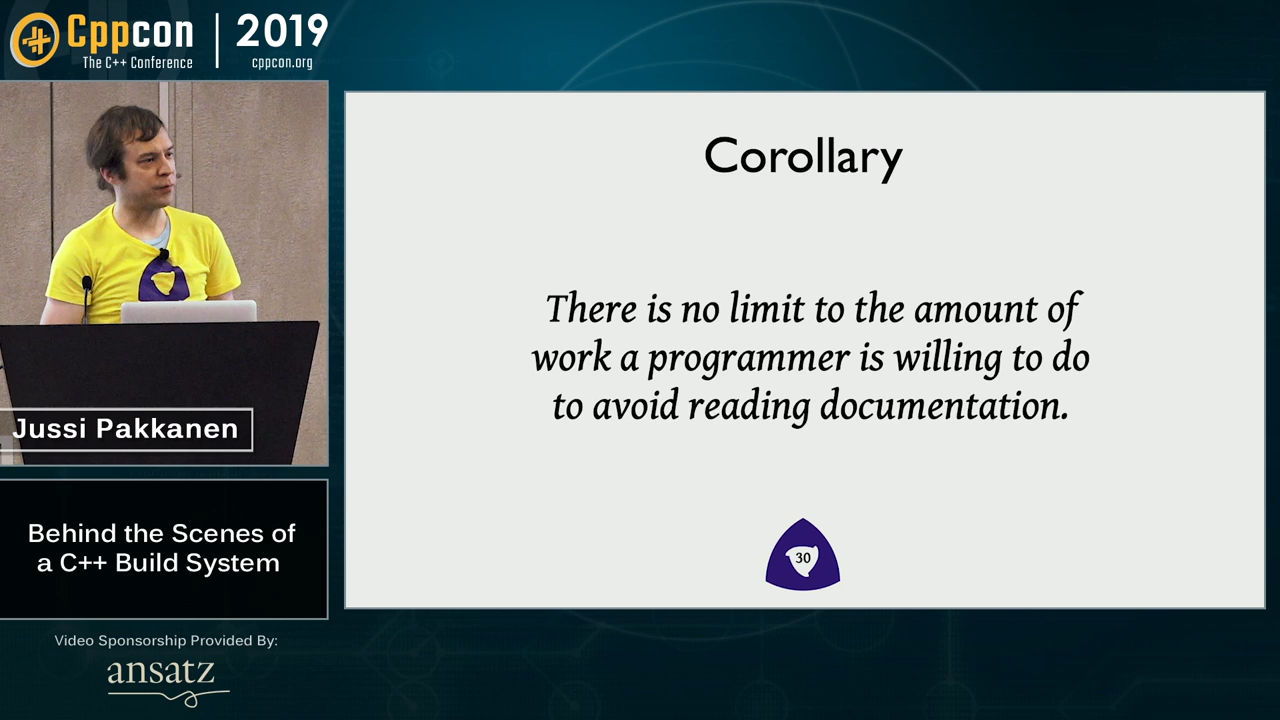 Cppcon
The C++ Conference
2019
cppcon.org
Jussi Pakkanen
Behind the Scenes of
a C++ Build System
Video Sponsorship Provided By:
ansatz
Corollary
There is no limit to the amount of
work a programmer is willing to do
to avoid reading documentation.
30